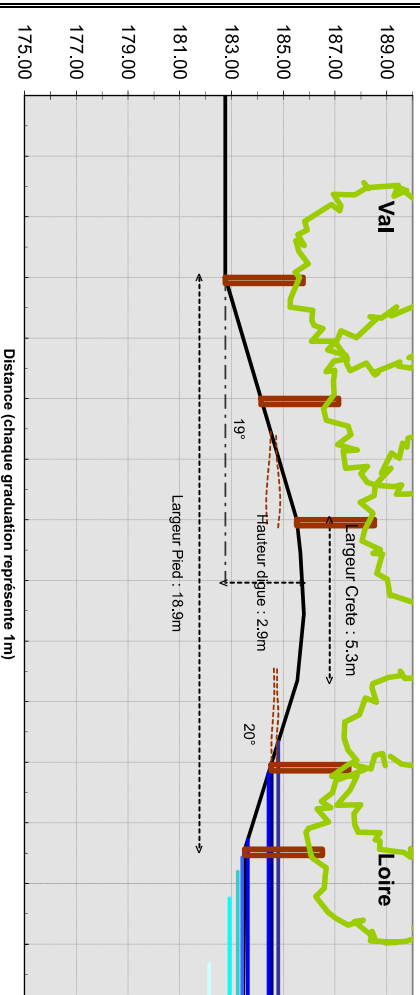 189.00
187.00
185.00
183.00
181.00
179.00
177.00
175.00
Val
Loire
Largeur Crete : 5.3m
Hauteur digue : 2.9m
19°
20°
Largeur Pied : 18.9m
Distance (chaque graduation représente 1m)